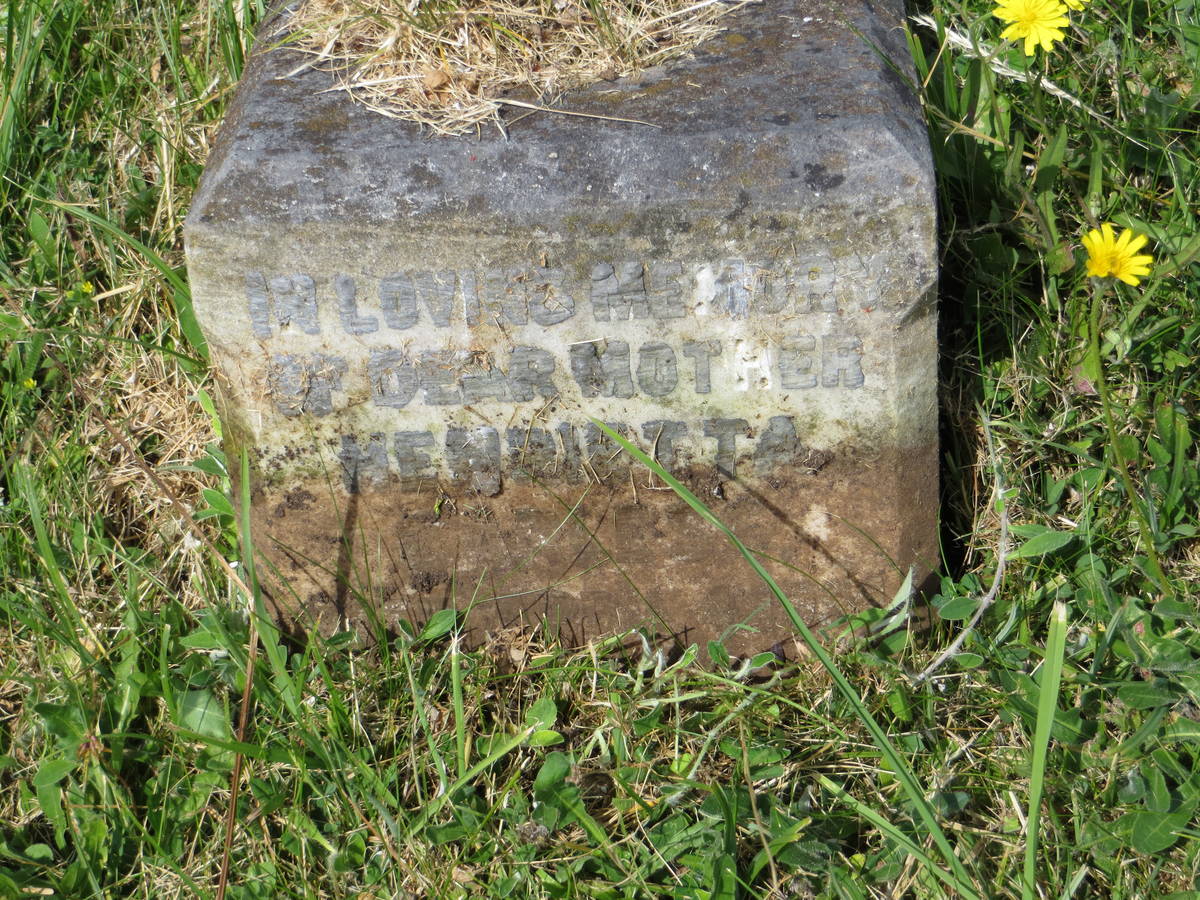 IN LOVING MEMORY
OF DEAR MOTHER
HENRIETTA